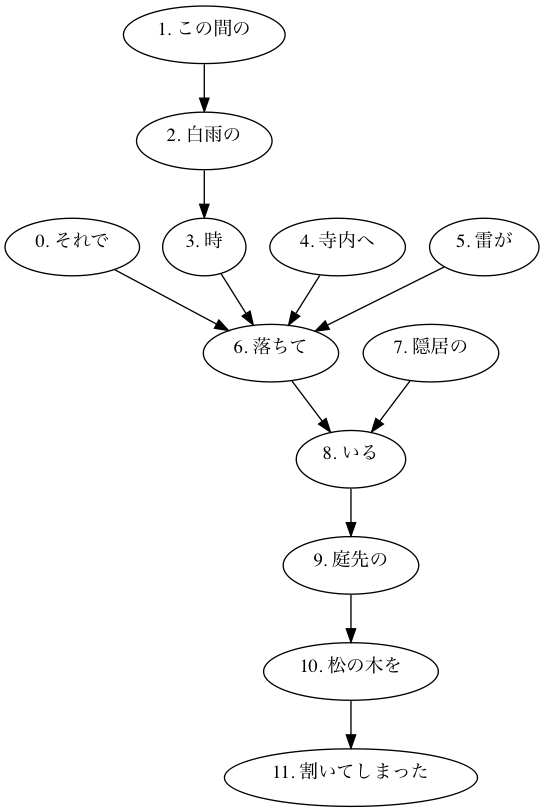 1. この間の
2. 白雨の
0. それで
3. 時
4. 寺内へ
5. 雷が
6. 落ちて
7. 隠居の
8. いる
9. 庭先の
10. 松の木を
11. 割いてしまった